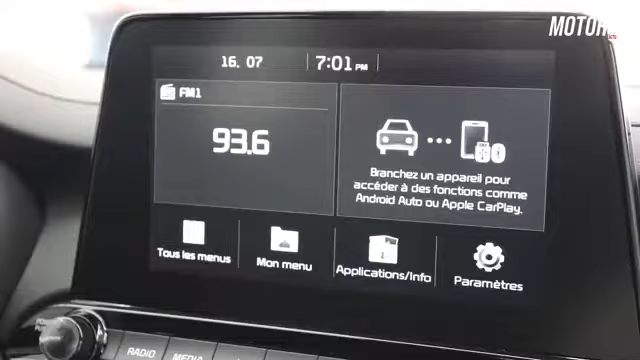 MOTOR
16. 07
7:01 PM
FM1
93.6
Branchez un appareil pour
accéder à des fonctions comme
Android Auto ou Apple CarPlay.
Tous les menus
Mon menu
Applications/Info
Paramètres
RADIO
MEDIA